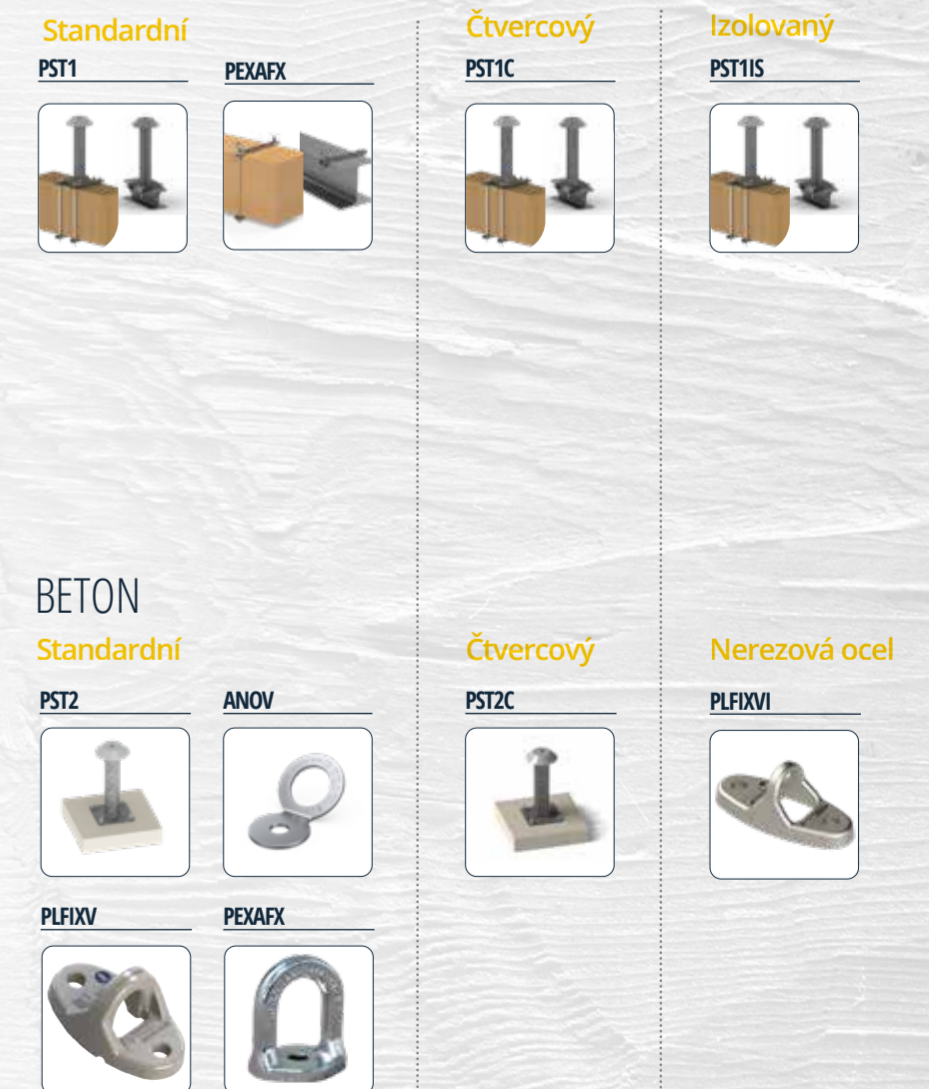 Standardní
Čtvercový
Izolovaný
PST1
PEXAFX
PST1C
PST1IS
BETON
Standardní
Čtvercový
Nerezová ocel
PST2
ANOV
PST2C
PLFIXVI
PLFIXV
PEXAFX